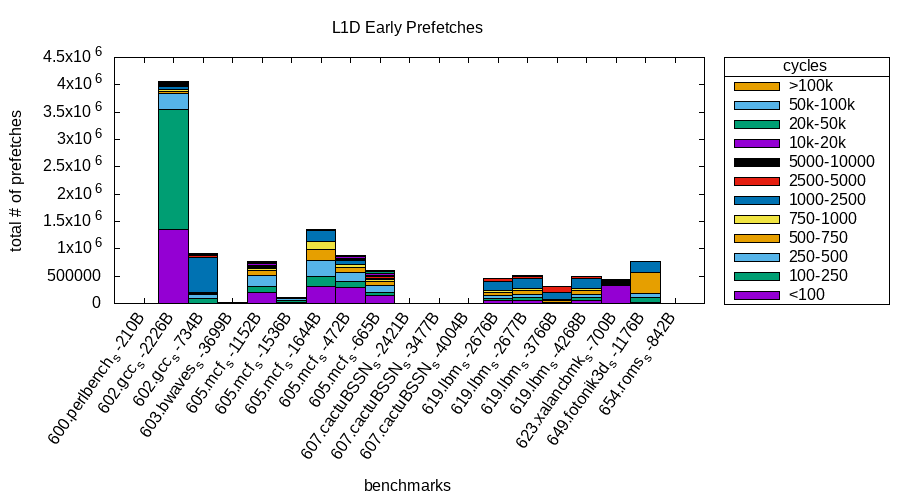 L1D Early Prefetches
total # of prefetches
4.5x10 6
4x10 6
3.5x10 6
3x10 6
2.5x10 6
2x10 6
1.5x10 6
1x10 6
500000
0
600.perlbench s -210B
602.gcc s -2226B
602.gcc s -734B
603.bwaves s -3699B
605.mcf s -1152B
605.mcf s -1536B
605.mcf s -1644B
605.mcf s -472B
605.mcf s -665B
607.cactuBSSN s -2421B
607.cactuBSSN s -3477B
607.cactuBSSN s -4004B
619.lbm s -2676B
619.lbm s -2677B
619.lbm s -3766B
619.lbm s -4268B
623.xalancbmk s -700B
649.fotonik3d s -1176B
654.roms s -842B
benchmarks
cycles
>100k
50k-100k
20k-50k
10k-20k
5000-10000
2500-5000
1000-2500
750-1000
500-750
250-500
100-250
<100